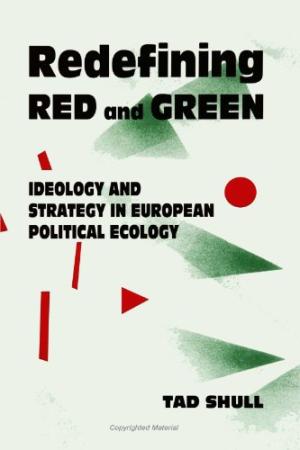 Redefining
RED and GREEN
IDEOLOGY AND
STRATEGY IN EUROPEAN
POLITICAL ECOLOGY
TAD SHULL
Copyrighted Material